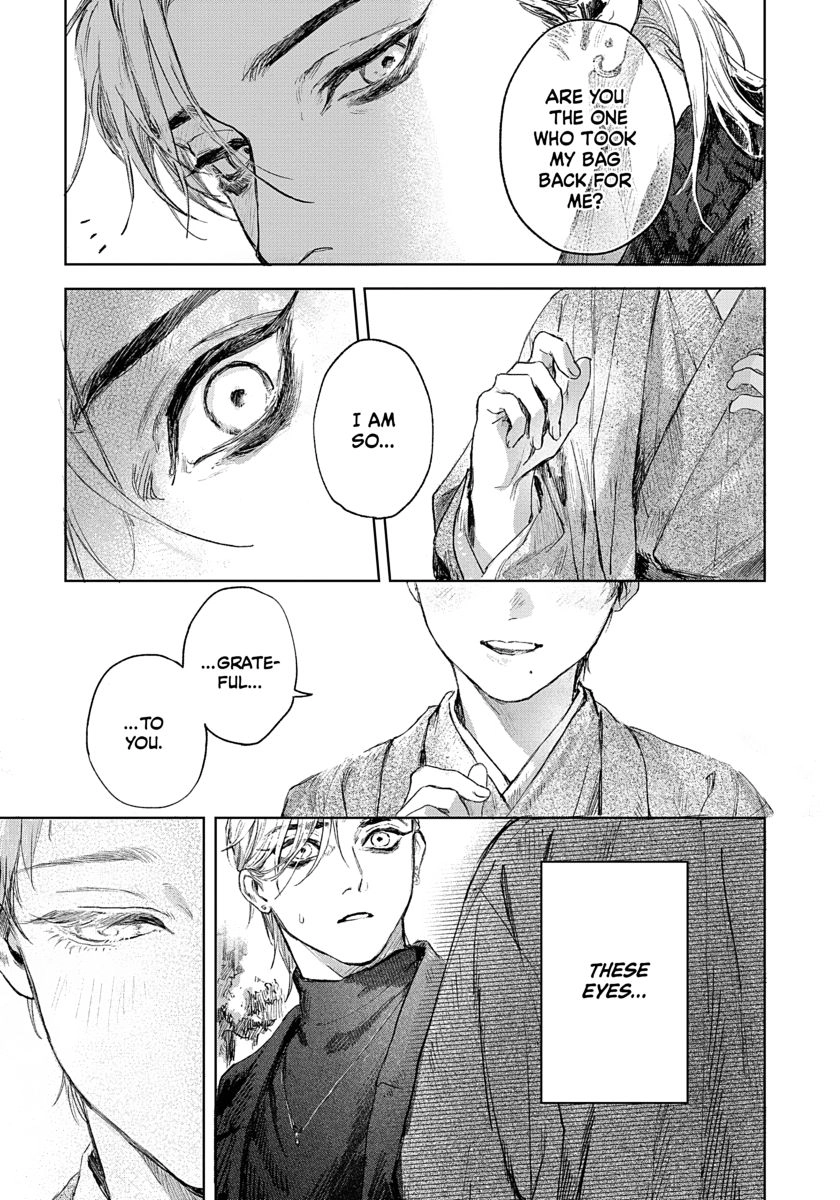 ARE YOU
THE ONE
WHO TOOK
MY BAG
BACK FOR
ME?
I AM
SO...
...GRATE-
FUL...
...TO
YOU.
THESE
EYES...